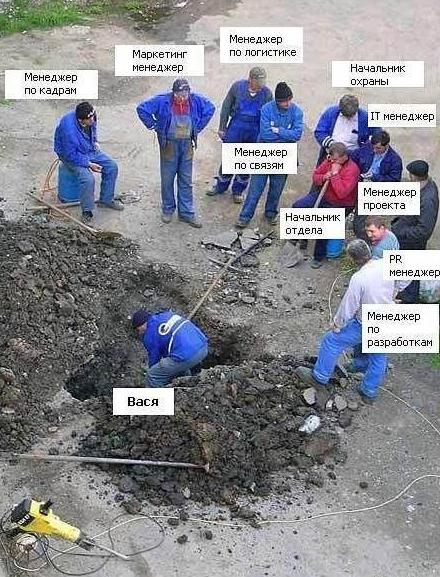 Менеджер
по логистике
Маркетинг
менеджер
Начальник
охраны
Менеджер
по кадрам
IT менеджер
Менеджер
по связям
Менеджер
проекта
Начальник
отдела
PR
менеджер
Менеджер
по
разработкам
Вася